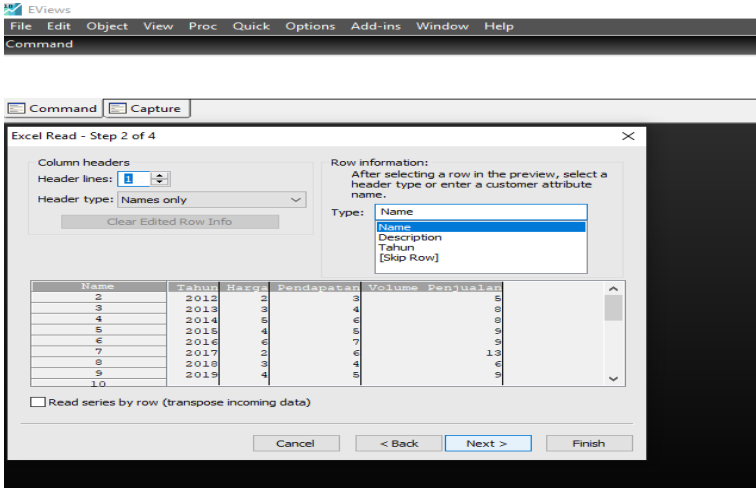 EViews
File Edit Object View Proc Quick Options Add-ins Window Help
Command
Command Capture
Excel Read - Step 2 of 4
Column headers
Header lines: 1
Header type: Names only
Clear Edited Row Info
Row information:
After selecting a row in the preview, select a
header type or enter a customer attribute
name.
Type: Name
Name
Description
Tahun
[Skip Row]
Name Tahun Harga Pendapatan Volume Penjualan
2 2012 2 3 5
3 2013 3 4 8
4 2014 5 6 8
5 2015 4 5 9
6 2016 6 7 9
7 2017 2 6 13
8 2018 3 4 6
9 2019 4 5 9
10
Read series by row (transpose incoming data)
Cancel < Back Next > Finish